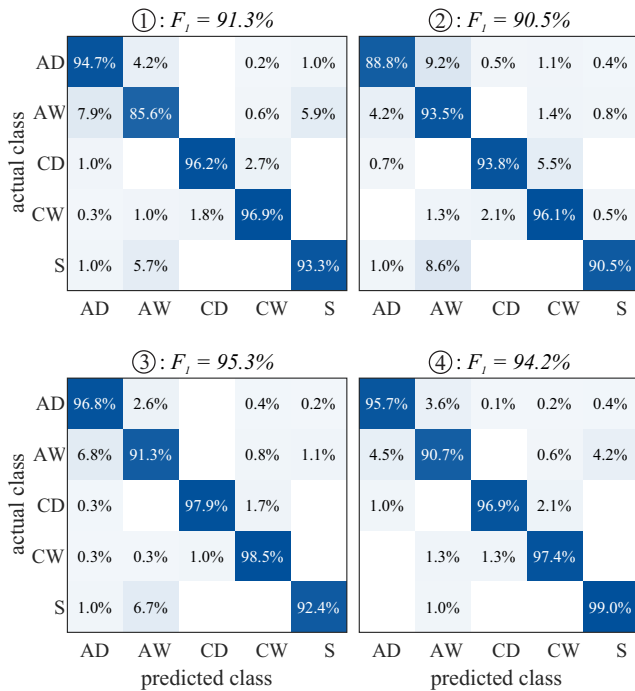 ①: F₁ = 91.3%
②: F₁ = 90.5%
actual class
AD 94.7% 4.2% 0.2% 1.0%
AW 7.9% 85.6% 0.6% 5.9%
CD 1.0% 96.2% 2.7%
CW 0.3% 1.0% 1.8% 96.9%
S 1.0% 5.7% 93.3%
AD AW CD CW S
88.8% 9.2% 0.5% 1.1% 0.4%
4.2% 93.5% 1.4% 0.8%
0.7% 93.8% 5.5%
1.3% 2.1% 96.1% 0.5%
1.0% 8.6% 90.5%
AD AW CD CW S
③: F₁ = 95.3%
④: F₁ = 94.2%
actual class
AD 96.8% 2.6% 0.4% 0.2%
AW 6.8% 91.3% 0.8% 1.1%
CD 0.3% 97.9% 1.7%
CW 0.3% 0.3% 1.0% 98.5%
S 1.0% 6.7% 92.4%
AD AW CD CW S
predicted class
95.7% 3.6% 0.1% 0.2% 0.4%
4.5% 90.7% 0.6% 4.2%
1.0% 96.9% 2.1%
1.3% 1.3% 97.4%
1.0% 99.0%
AD AW CD CW S
predicted class